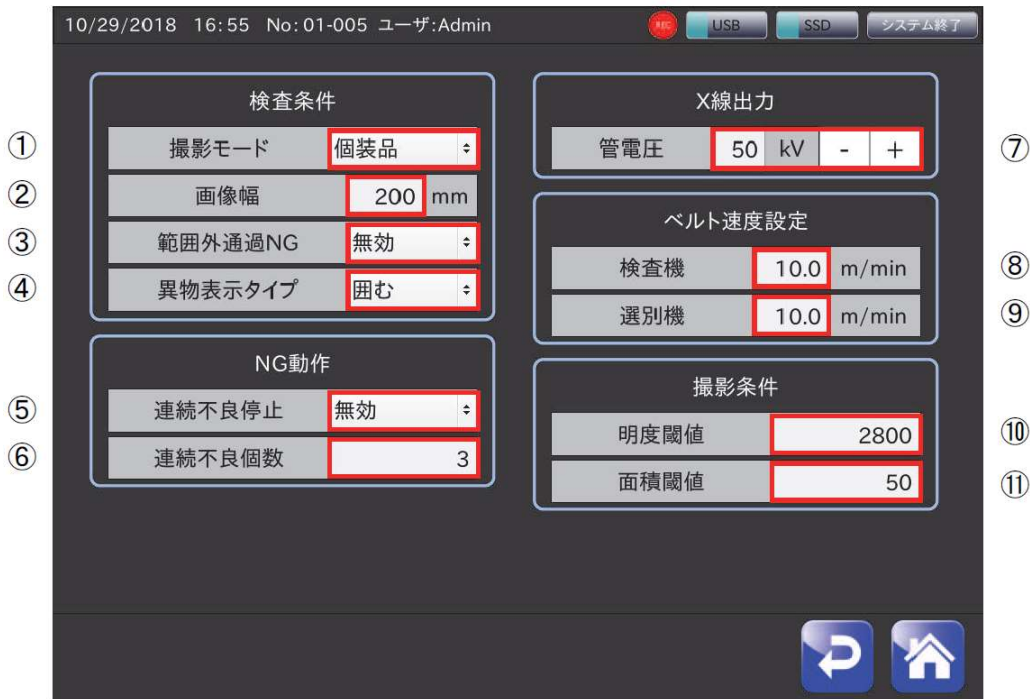 10/29/2018 16:55 No:01-005 ユーザ:Admin REC USB SSD システム終了
検査条件
① 撮影モード 個装品
② 画像幅 200 mm
③ 範囲外通過NG 無効
④ 異物表示タイプ 囲む
NG動作
⑤ 連続不良停止 無効
⑥ 連続不良個数 3
X線出力
管電圧 50 kV - + ⑦
ベルト速度設定
検査機 10.0 m/min ⑧
選別機 10.0 m/min ⑨
撮影条件
明度閾値 2800 ⑩
面積閾値 50 ⑪